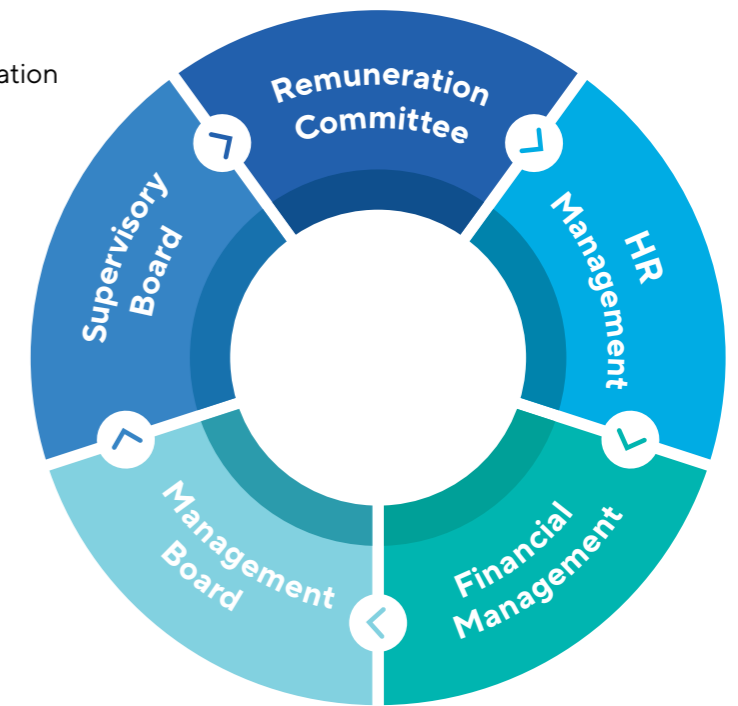 ation
Remuneration
Committee
HR
Management
Financial
Management
Management
Board
Supervisory
Board